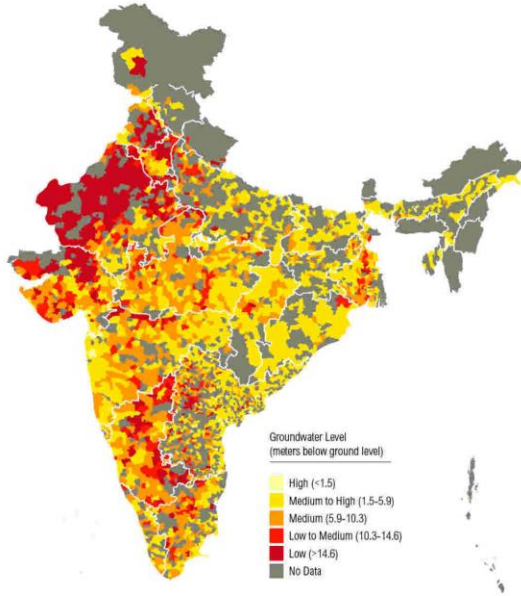 Groundwater Level
(meters below ground level)
High (<1.5)
Medium to High (1.5-5.9)
Medium (5.9-10.3)
Low to Medium (10.3-14.6)
Low (>14.6)
No Data